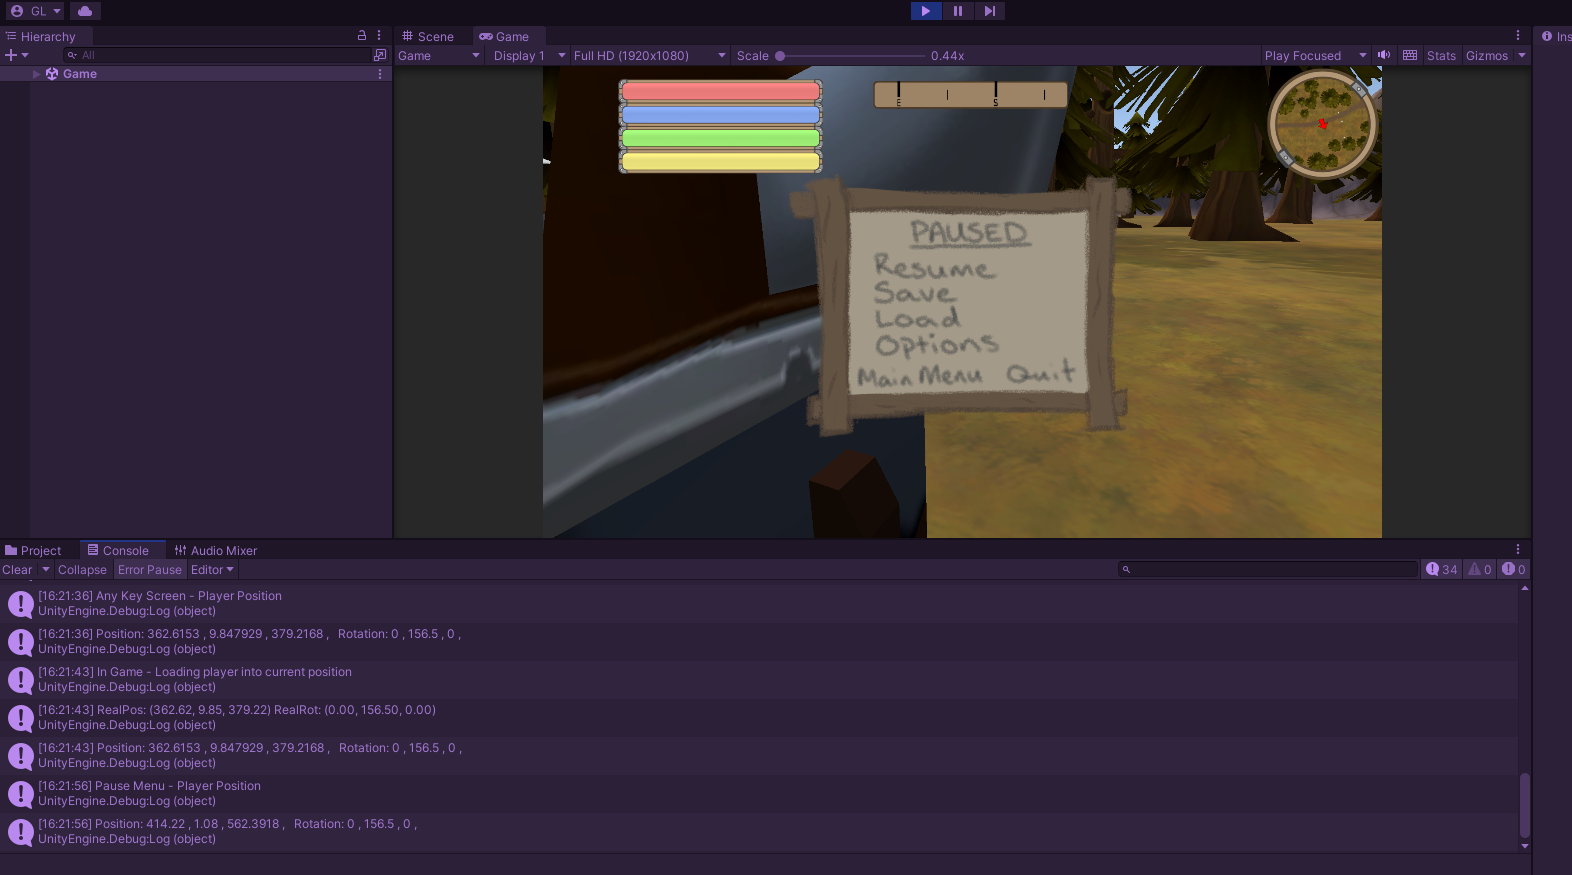 GL
Hierarchy
All
Game
Scene
Game
Game
Display 1
Full HD (1920x1080)
Scale
0.44x
Play Focused
Stats
Gizmos
Ins
E
S
PAUSED
Resume
Save
Load
Options
Main Menu Quit
Project
Console
Audio Mixer
Clear
Collapse
Error Pause
Editor
34
0
0
[16:21:36] Any Key Screen - Player Position
UnityEngine.Debug:Log (object)
[16:21:36] Position: 362.6153 , 9.847929 , 379.2168 , Rotation: 0 , 156.5 , 0 ,
UnityEngine.Debug:Log (object)
[16:21:43] In Game - Loading player into current position
UnityEngine.Debug:Log (object)
[16:21:43] RealPos: (362.62, 9.85, 379.22) RealRot: (0.00, 156.50, 0.00)
UnityEngine.Debug:Log (object)
[16:21:43] Position: 362.6153 , 9.847929 , 379.2168 , Rotation: 0 , 156.5 , 0 ,
UnityEngine.Debug:Log (object)
[16:21:56] Pause Menu - Player Position
UnityEngine.Debug:Log (object)
[16:21:56] Position: 414.22 , 1.08 , 562.3918 , Rotation: 0 , 156.5 , 0 ,
UnityEngine.Debug:Log (object)